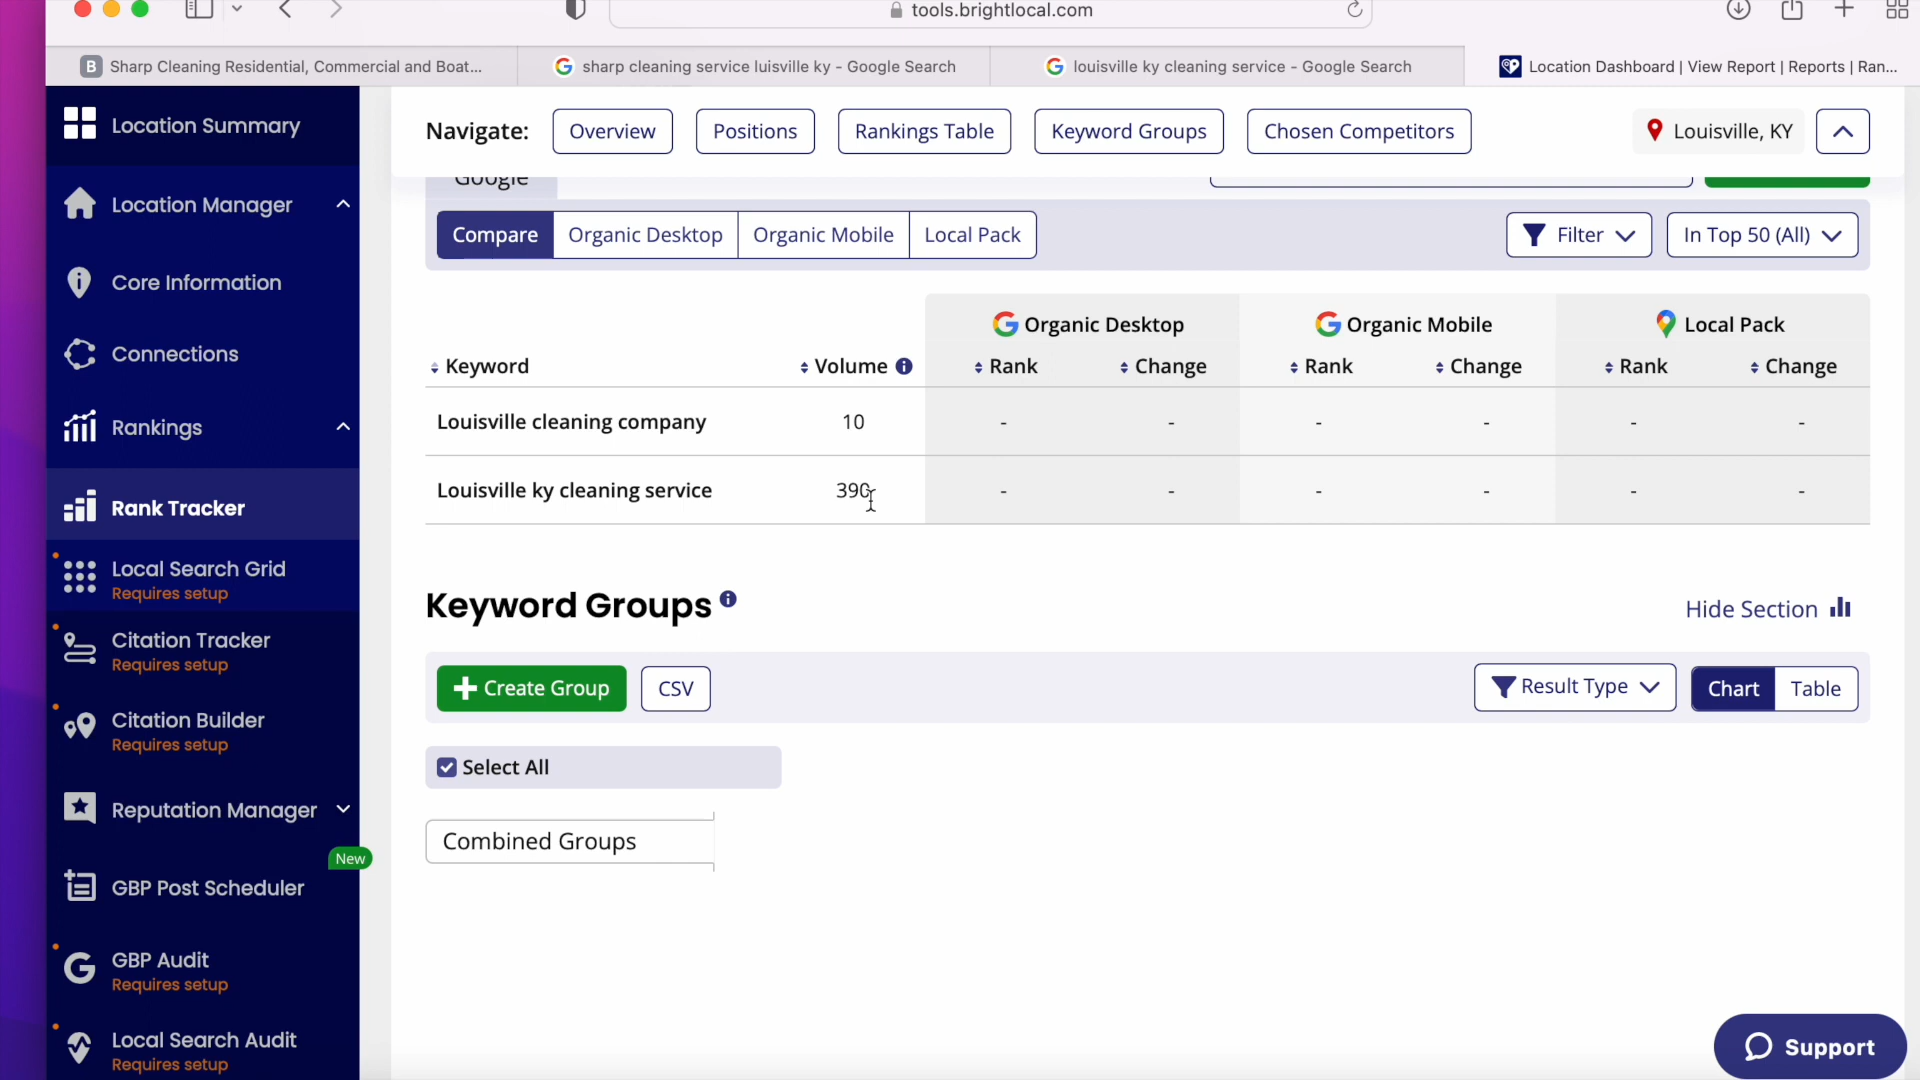 tools.brightlocal.com
B Sharp Cleaning Residential, Commercial and Boat...
sharp cleaning service luisville ky - Google Search
louisville ky cleaning service - Google Search
Location Dashboard | View Report | Reports | Ran...
Location Summary
Location Manager
Core Information
Connections
Rankings
Rank Tracker
Local Search Grid
Requires setup
Citation Tracker
Requires setup
Citation Builder
Requires setup
Reputation Manager
New
GBP Post Scheduler
GBP Audit
Requires setup
Local Search Audit
Requires setup
Navigate: Overview Positions Rankings Table Keyword Groups Chosen Competitors Louisville, KY
Google
Compare Organic Desktop Organic Mobile Local Pack Filter In Top 50 (All)
Organic Desktop Organic Mobile Local Pack
Keyword Volume Rank Change Rank Change Rank Change
Louisville cleaning company 10 - - - - - -
Louisville ky cleaning service 390 - - - - - -
Keyword Groups
Hide Section
Create Group CSV Result Type Chart Table
Select All
Combined Groups
Support